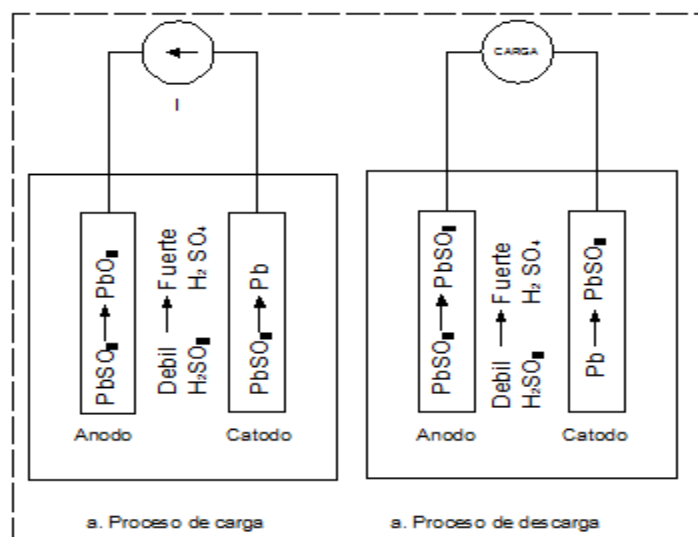 I
PbSO■ → PbO■
Debil → Fuerte
H₂SO■ H₂ SO₄
PbSO■ → Pb
Anodo
Catodo
a. Proceso de carga
CARGA
PbSO■ → PbSO■
Debil → Fuerte
H₂SO■ H₂ SO₄
Pb → PbSO■
Anodo
Catodo
a. Proceso de descarga